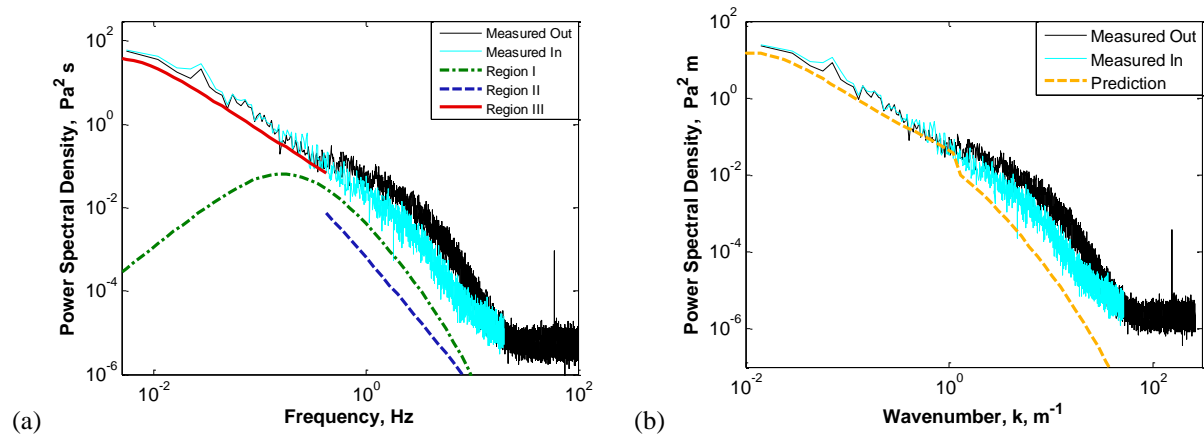 10^2
10^0
10^-2
10^-4
10^-6
Power Spectral Density, Pa^2 s
Measured Out
Measured In
Region I
Region II
Region III
10^-2
10^0
10^2
Frequency, Hz
(a)
10^2
10^0
10^-2
10^-4
10^-6
Power Spectral Density, Pa^2 m
Measured Out
Measured In
Prediction
10^-2
10^0
10^2
Wavenumber, k, m^-1
(b)